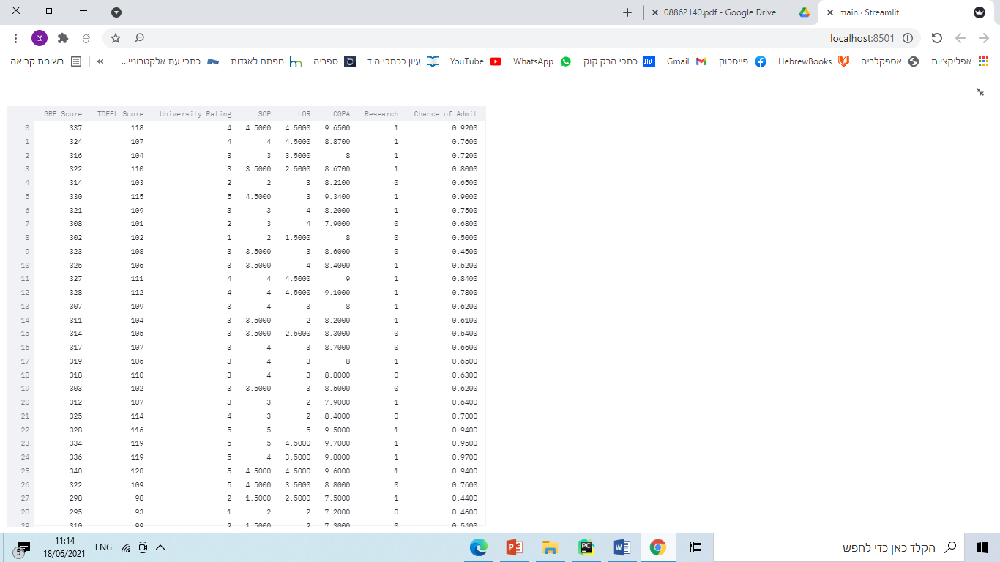 main · Streamlit
08862140.pdf - Google Drive
localhost:8501
צ
אפליקציות
אספקלריה
HebrewBooks
פייסבוק
Gmail
דעת
כתבי הרק קוק
WhatsApp
YouTube
עיון בכתבי היד
ספריה
מפתח לאגדות
כתבי עת אלקטרוניי...
»
רשימת קריאה
GRE Score TOEFL Score University Rating SOP LOR CGPA Research Chance of Admit
0 337 118 4 4.5000 4.5000 9.6500 1 0.9200
1 324 107 4 4 4.5000 8.8700 1 0.7600
2 316 104 3 3 3.5000 8 1 0.7200
3 322 110 3 3.5000 2.5000 8.6700 1 0.8000
4 314 103 2 2 3 8.2100 0 0.6500
5 330 115 5 4.5000 3 9.3400 1 0.9000
6 321 109 3 3 4 8.2000 1 0.7500
7 308 101 2 3 4 7.9000 0 0.6800
8 302 102 1 2 1.5000 8 0 0.5000
9 323 108 3 3.5000 3 8.6000 0 0.4500
10 325 106 3 3.5000 4 8.4000 1 0.5200
11 327 111 4 4 4.5000 9 1 0.8400
12 328 112 4 4 4.5000 9.1000 1 0.7800
13 307 109 3 4 3 8 1 0.6200
14 311 104 3 3.5000 2 8.2000 1 0.6100
15 314 105 3 3.5000 2.5000 8.3000 0 0.5400
16 317 107 3 4 3 8.7000 0 0.6600
17 319 106 3 4 3 8 1 0.6500
18 318 110 3 4 3 8.8000 0 0.6300
19 303 102 3 3.5000 3 8.5000 0 0.6200
20 312 107 3 3 2 7.9000 1 0.6400
21 325 114 4 3 2 8.4000 0 0.7000
22 328 116 5 5 5 9.5000 1 0.9400
23 334 119 5 5 4.5000 9.7000 1 0.9500
24 336 119 5 4 3.5000 9.8000 1 0.9700
25 340 120 5 4.5000 4.5000 9.6000 1 0.9400
26 322 109 5 4.5000 3.5000 8.8000 0 0.7600
27 298 98 2 1.5000 2.5000 7.5000 1 0.4400
28 295 93 1 2 2 7.2000 0 0.4600
29 310 99 2 1.5000 2 7.3000 0 0.5400
הקלד כאן כדי לחפש
W
PC
P
ENG
11:14
18/06/2021
5